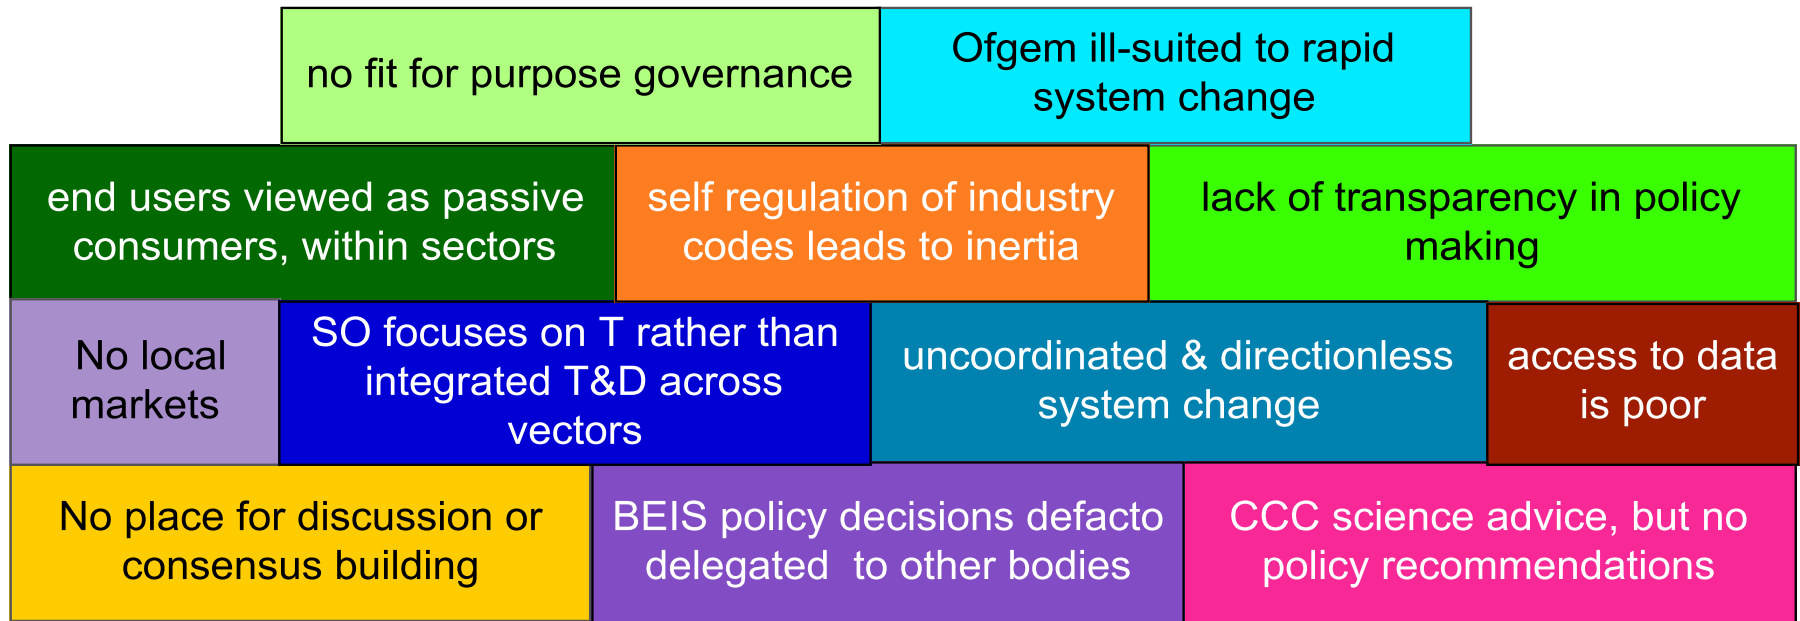 no fit for purpose governance
Ofgem ill-suited to rapid
system change
end users viewed as passive
consumers, within sectors
self regulation of industry
codes leads to inertia
lack of transparency in policy
making
No local
markets
SO focuses on T rather than
integrated T&D across
vectors
uncoordinated & directionless
system change
access to data
is poor
No place for discussion or
consensus building
BEIS policy decisions defacto
delegated  to other bodies
CCC science advice, but no
policy recommendations